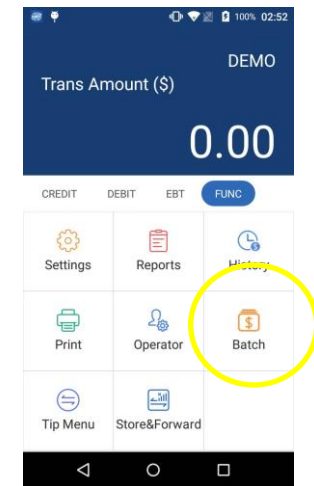 100% 02:52
DEMO
Trans Amount ($)
0.00
CREDIT DEBIT EBT FUNC
Settings Reports History
Print Operator Batch
Tip Menu Store&Forward